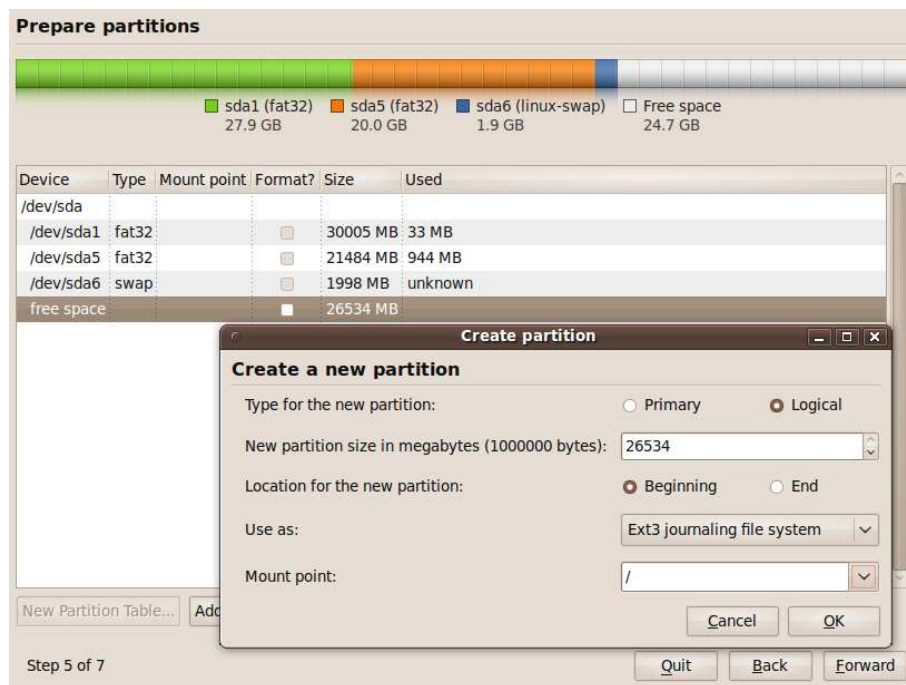 Prepare partitions
sda1 (fat32) sda5 (fat32) sda6 (linux-swap) Free space
27.9 GB 20.0 GB 1.9 GB 24.7 GB
Device Type Mount point Format? Size Used
/dev/sda
/dev/sda1 fat32 30005 MB 33 MB
/dev/sda5 fat32 21484 MB 944 MB
/dev/sda6 swap 1998 MB unknown
free space 26534 MB
Create partition
Create a new partition
Type for the new partition: Primary Logical
New partition size in megabytes (1000000 bytes): 26534
Location for the new partition: Beginning End
Use as: Ext3 journaling file system
Mount point: /
New Partition Table... Add
Cancel OK
Step 5 of 7 Quit Back Forward